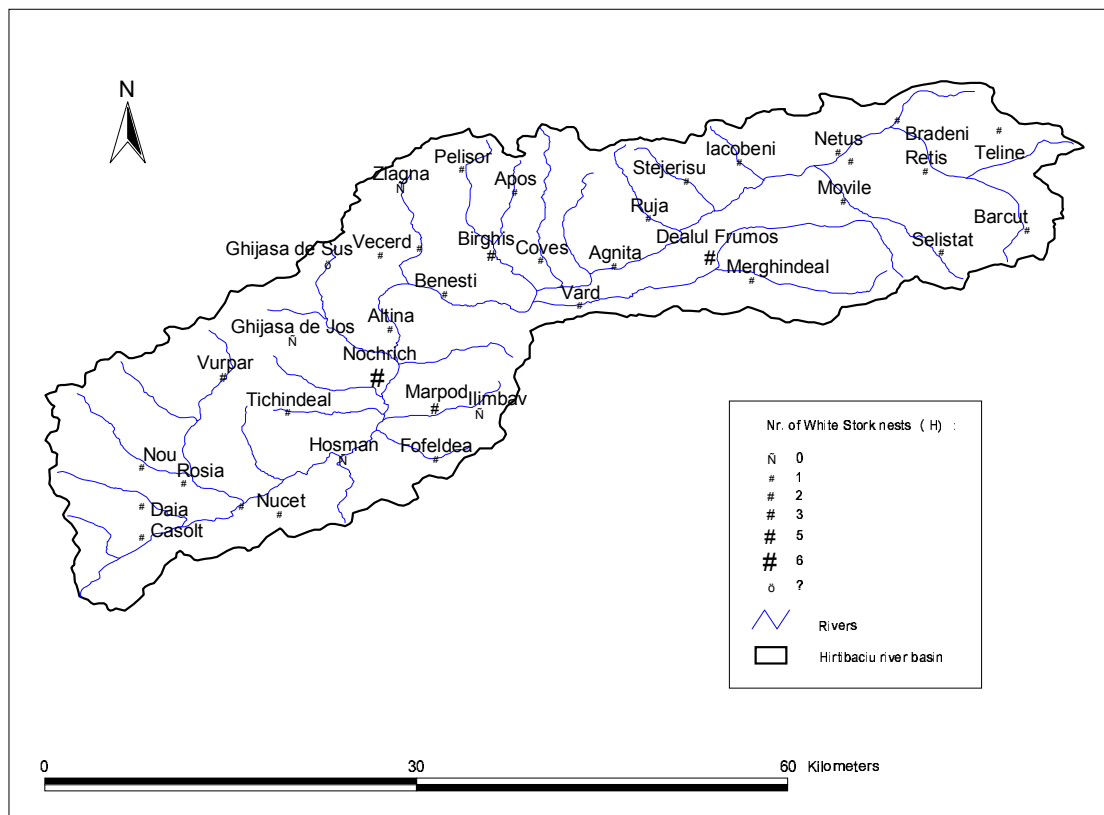 N
Bradeni
Netus
Iacobeni
Teline
Retis
Pelisor
Stejerisu
Zlagna
Apos
Movile
Ruja
Barcut
Dealul Frumos
Selistat
Ghijasa de Sus
Vecerd
Birghis
Coves
Agnita
Merghindeal
Benesti
Vard
Altina
Ghijasa de Jos
Nochrich
Vurpar
Marpod
Ilimbav
Tichindeal
Hosman
Fofeldea
Nou
Rosia
Nucet
Daia
Casolt
Nr. of White Stork nests ( H ) :
Ñ 0
# 1
# 2
# 3
# 5
# 6
ö ?
Rivers
Hirtibaciu river basin
0 30 60 Kilometers